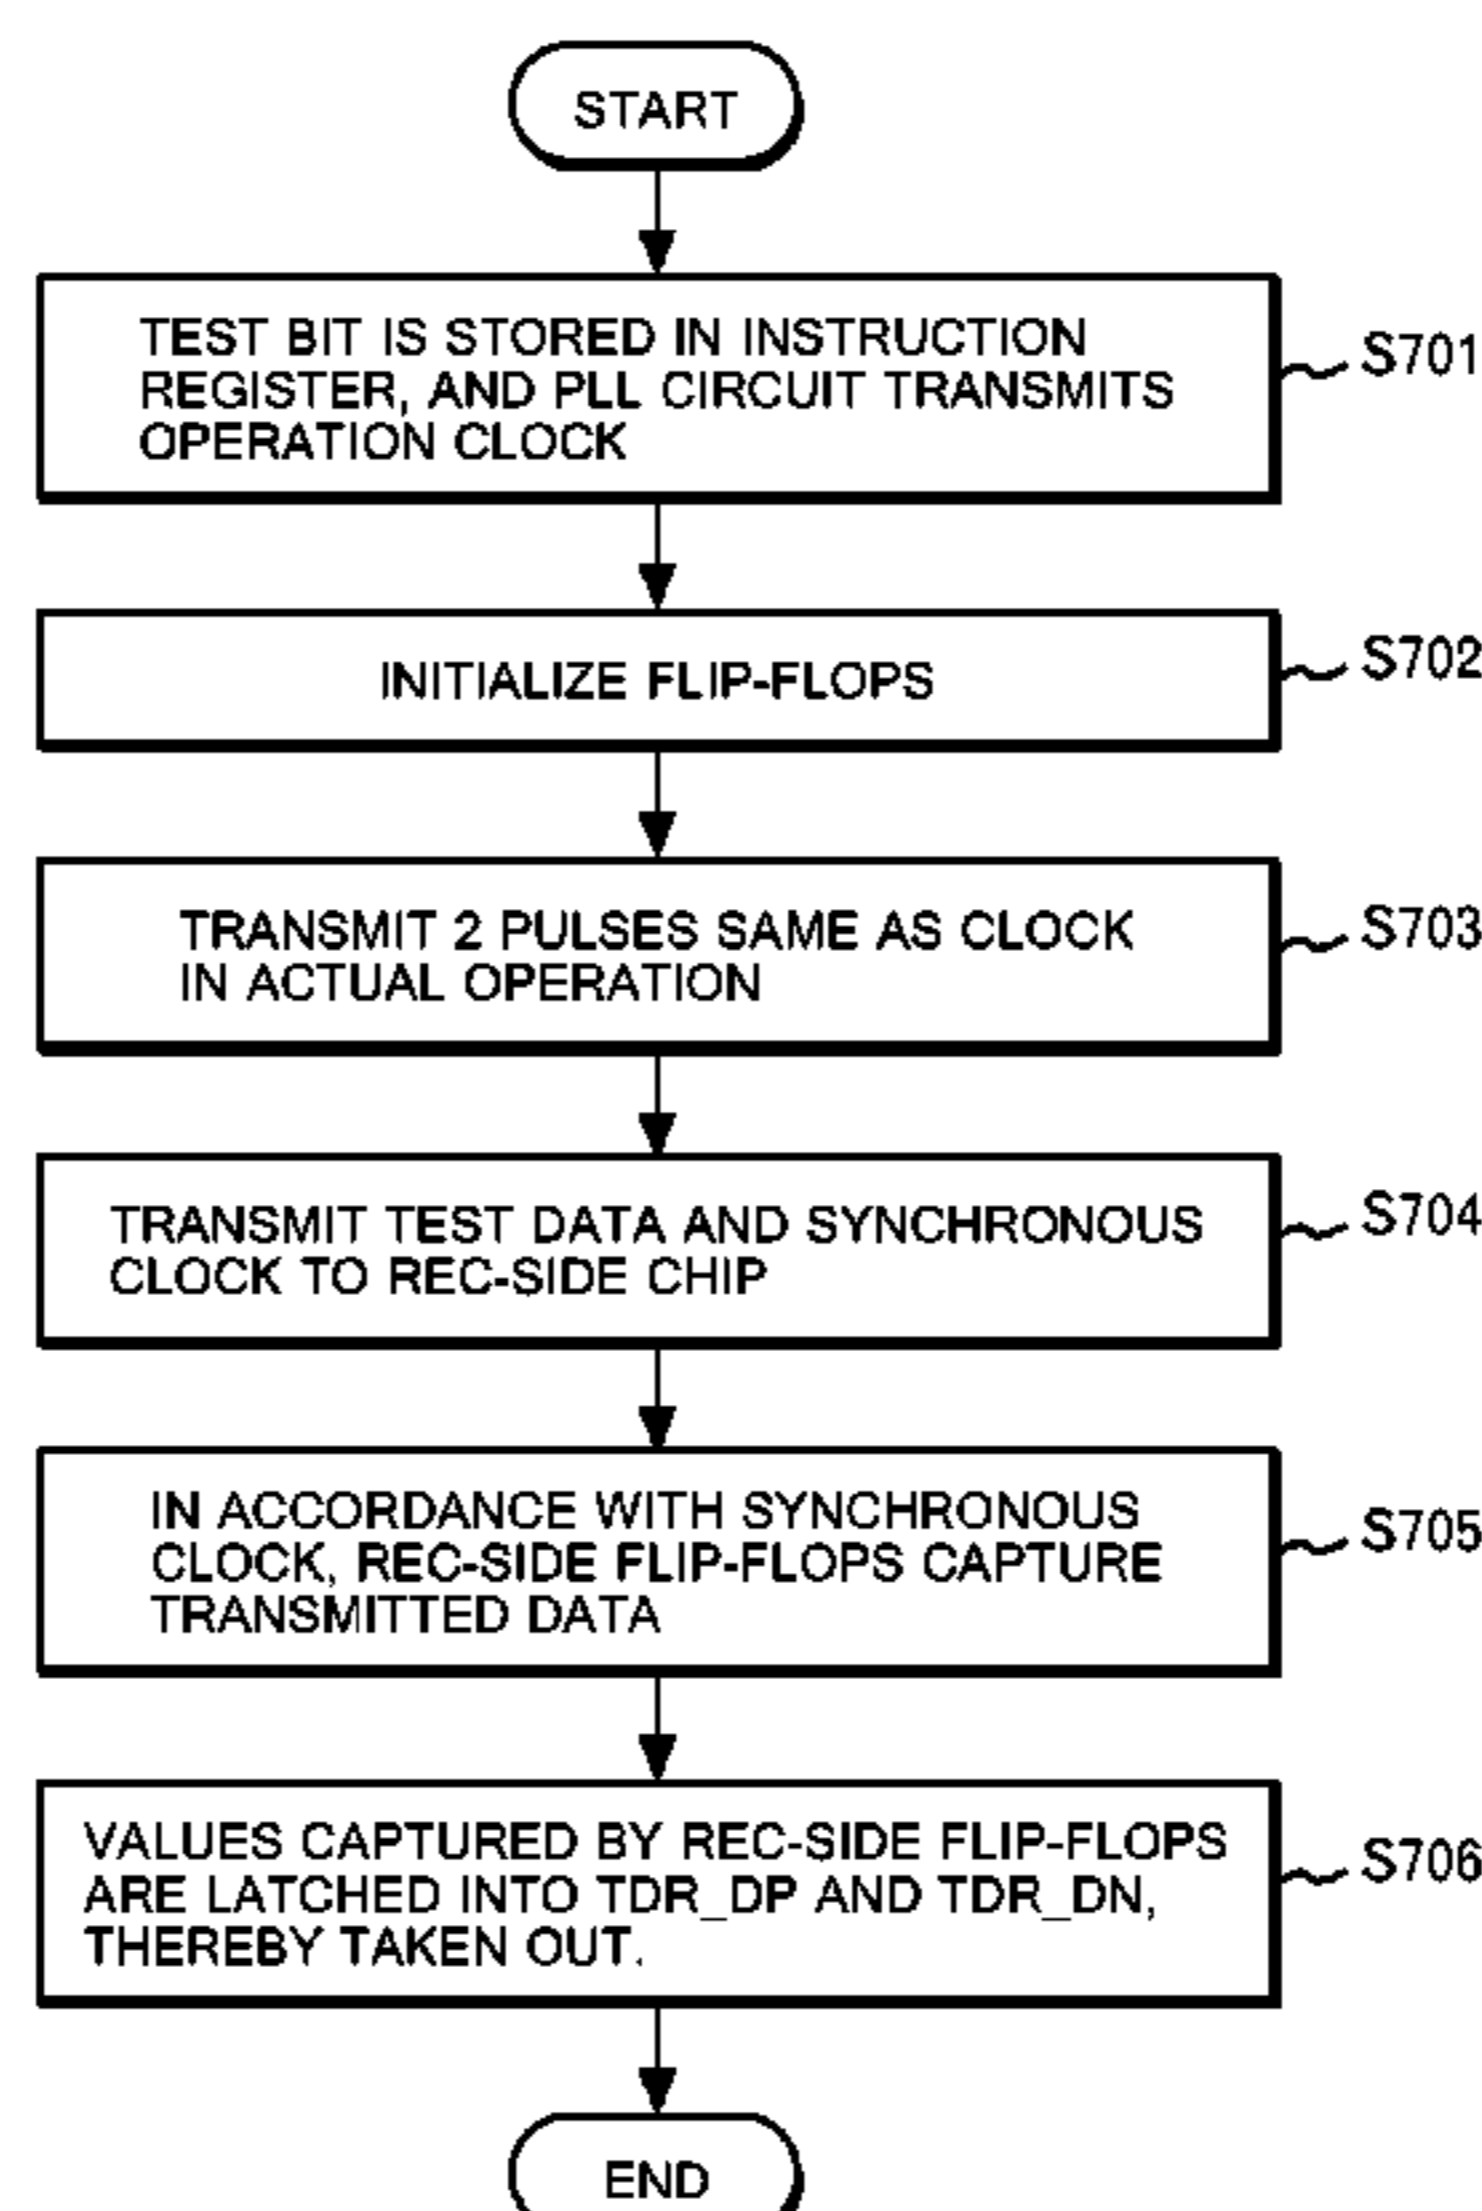 START
TEST BIT IS STORED IN INSTRUCTION
REGISTER, AND PLL CIRCUIT TRANSMITS
OPERATION CLOCK
S701
INITIALIZE FLIP-FLOPS
S702
TRANSMIT 2 PULSES SAME AS CLOCK
IN ACTUAL OPERATION
S703
TRANSMIT TEST DATA AND SYNCHRONOUS
CLOCK TO REC-SIDE CHIP
S704
IN ACCORDANCE WITH SYNCHRONOUS
CLOCK, REC-SIDE FLIP-FLOPS CAPTURE
TRANSMITTED DATA
S705
VALUES CAPTURED BY REC-SIDE FLIP-FLOPS
ARE LATCHED INTO TDR_DP AND TDR_DN,
THEREBY TAKEN OUT.
S706
END